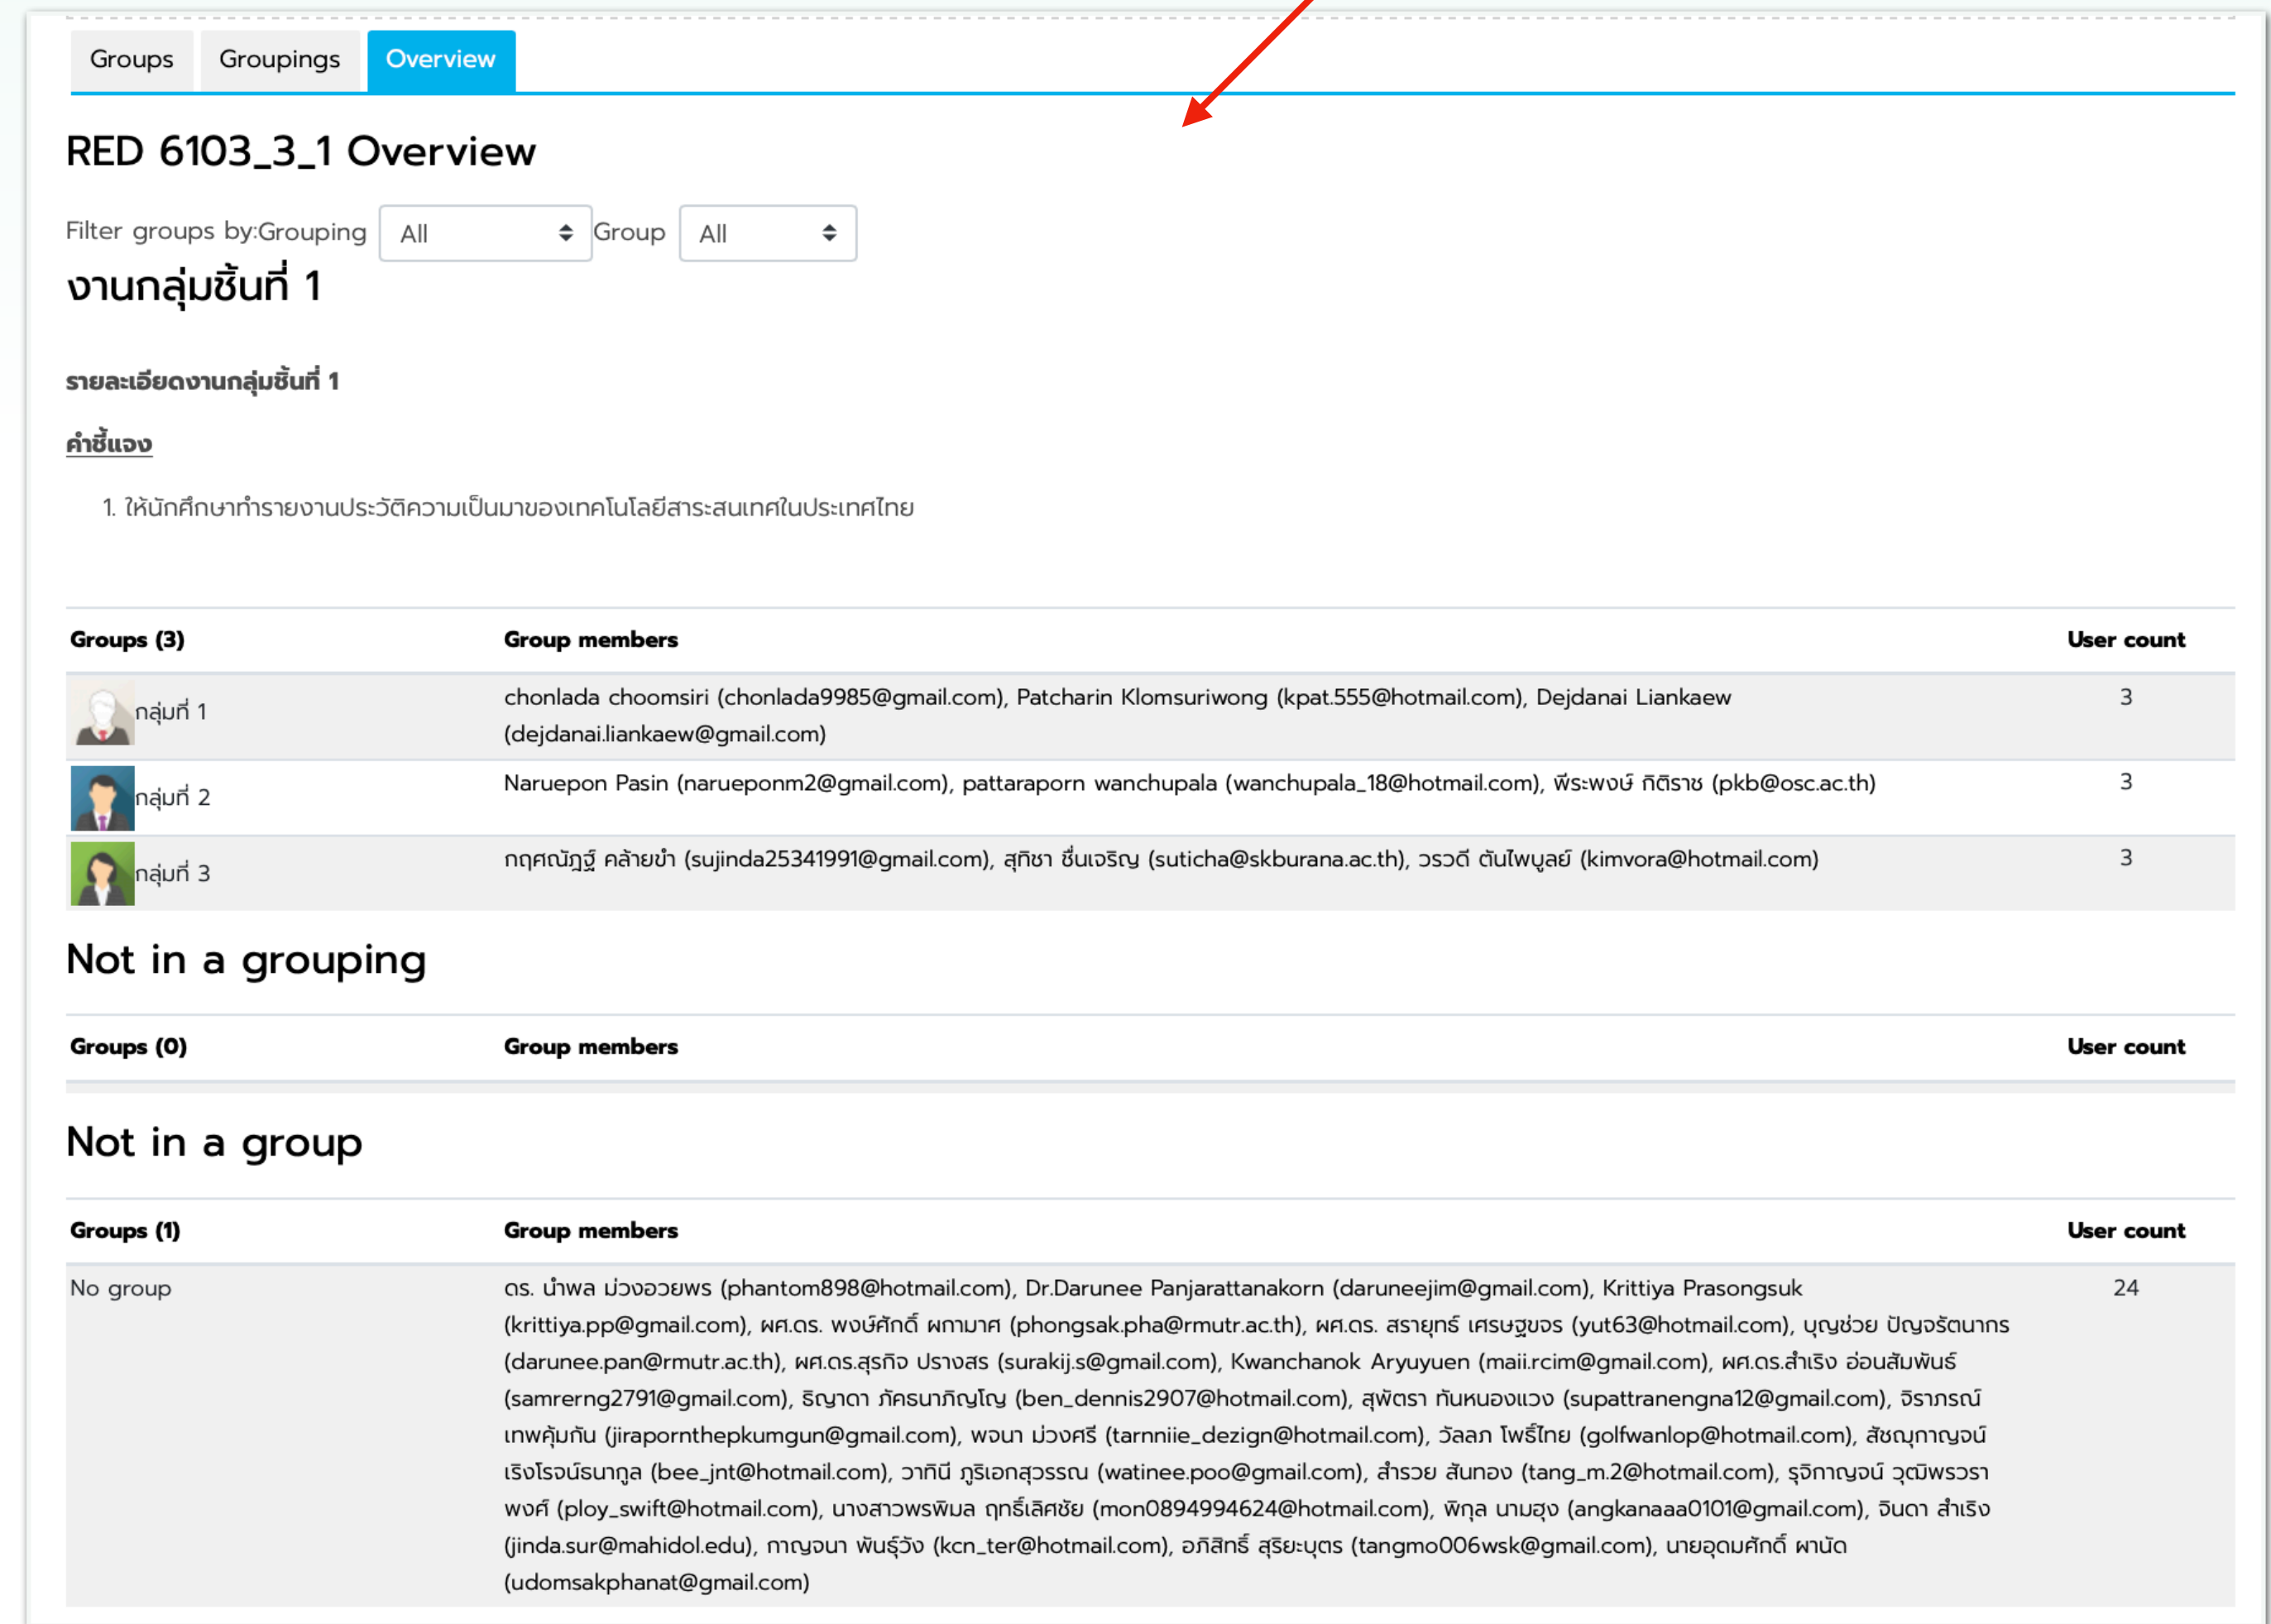 Groups Groupings Overview
RED 6103_3_1 Overview
Filter groups by:Grouping All Group All
งานกลุ่มชิ้นที่ 1
รายละเอียดงานกลุ่มชิ้นที่ 1
คำชี้แจง
1. ให้นักศึกษาทำรายงานประวัติความเป็นมาของเทคโนโลยีสาระสนเทศในประเทศไทย
Groups (3) Group members User count
กลุ่มที่ 1 chonlada choomsiri (chonlada9985@gmail.com), Patcharin Klomsuriwong (kpat.555@hotmail.com), Dejdanai Liankaew 3
(dejdanai.liankaew@gmail.com)
กลุ่มที่ 2 Naruepon Pasin (narueponm2@gmail.com), pattaraporn wanchupala (wanchupala_18@hotmail.com), พีระพงษ์ กิติราช (pkb@osc.ac.th) 3
กลุ่มที่ 3 กฤศณัฏฐ์ คล้ายขำ (sujinda25341991@gmail.com), สุทิชา ชื่นเจริญ (suticha@skburana.ac.th), วรวดี ตันไพบูลย์ (kimvora@hotmail.com) 3
Not in a grouping
Groups (0) Group members User count
Not in a group
Groups (1) Group members User count
No group ดร. นำพล ม่วงอวยพร (phantom898@hotmail.com), Dr.Darunee Panjarattanakorn (daruneejim@gmail.com), Krittiya Prasongsuk 24
(krittiya.pp@gmail.com), ผศ.ดร. พงษ์ศักดิ์ ผกามาศ (phongsak.pha@rmutr.ac.th), ผศ.ดร. สรายุทธ์ เศรษฐขจร (yut63@hotmail.com), บุญช่วย ปัญจรัตนากร
(darunee.pan@rmutr.ac.th), ผศ.ดร.สุรกิจ ปรางสร (surakij.s@gmail.com), Kwanchanok Aryuyuen (maii.rcim@gmail.com), ผศ.ดร.สำเริง อ่อนสัมพันธ์
(samrerng2791@gmail.com), ธิญาดา ภัครนาภิญโญ (ben_dennis2907@hotmail.com), สุพัตรา ทันหนองแวง (supattranengna12@gmail.com), จิราภรณ์
เทพคุ้มกัน (jirapornthepkumgun@gmail.com), พจนา ม่วงศรี (tarnniie_dezign@hotmail.com), วัลลภ โพธิ์ไทย (golfwanlop@hotmail.com), สัชณุกาญจน์
เริงโรจน์ธนากูล (bee_jnt@hotmail.com), วาทินี ภูริเอกสุวรรณ (watinee.poo@gmail.com), สำรวย สันทอง (tang_m.2@hotmail.com), รุจิกาญจน์ วุฒิพรวรา
พงศ์ (ploy_swift@hotmail.com), นางสาวพรพิมล ฤทธิ์เลิศชัย (mon0894994624@hotmail.com), พิกุล นามฮุง (angkanaaa0101@gmail.com), จินดา สำเริง
(jinda.sur@mahidol.edu), กาญจนา พันธุ์วัง (kcn_ter@hotmail.com), อภิสิทธิ์ สุริยะบุตร (tangmo006wsk@gmail.com), นายอุดมศักดิ์ ผานัด
(udomsakphanat@gmail.com)